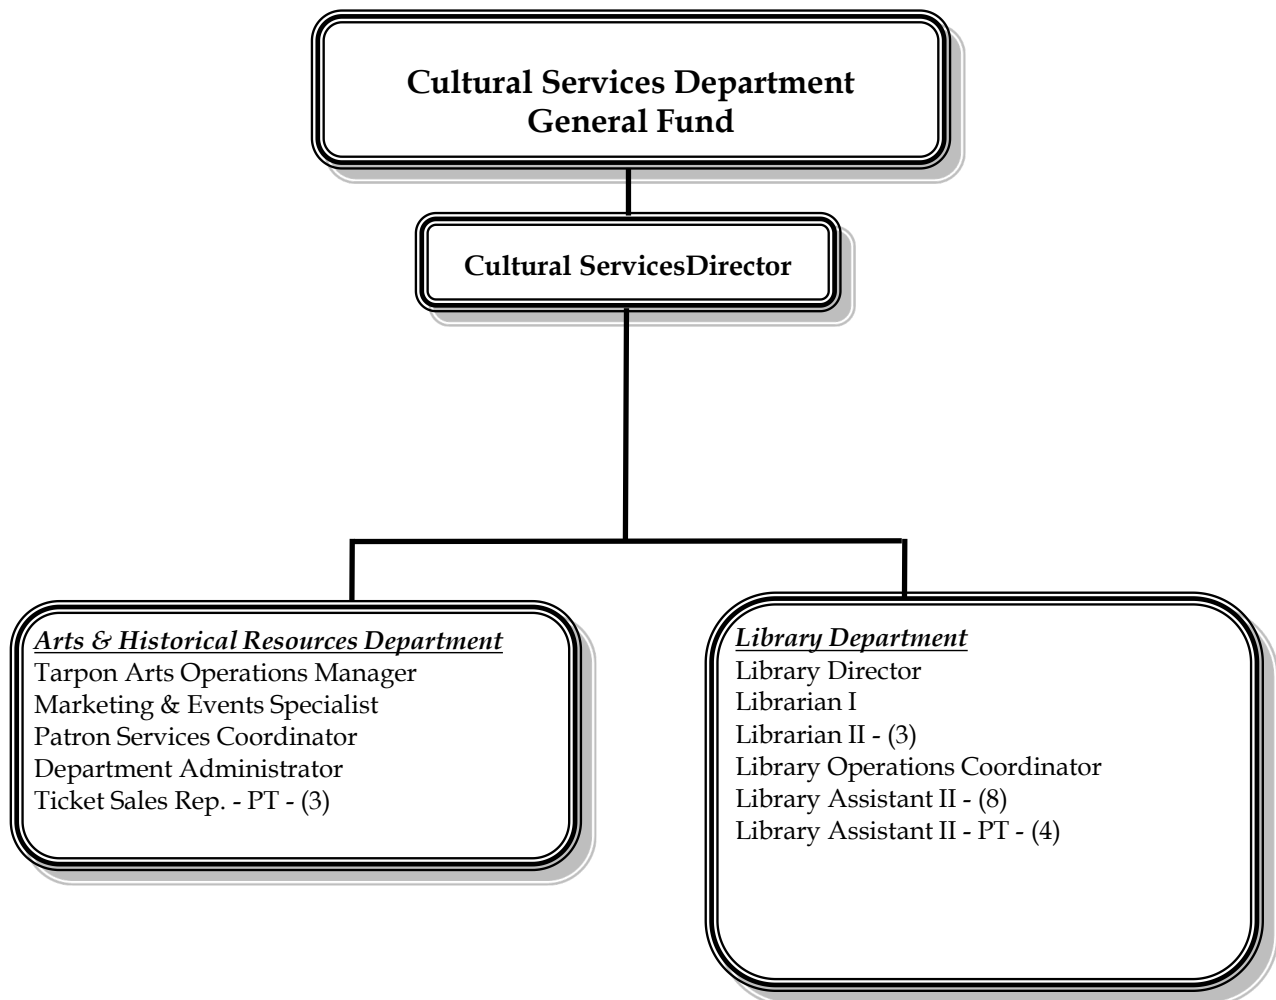 Cultural Services Department
General Fund
Cultural ServicesDirector
Arts & Historical Resources Department
Tarpon Arts Operations Manager
Marketing & Events Specialist
Patron Services Coordinator
Department Administrator
Ticket Sales Rep. - PT - (3)
Library Department
Library Director
Librarian I
Librarian II - (3)
Library Operations Coordinator
Library Assistant II - (8)
Library Assistant II - PT - (4)